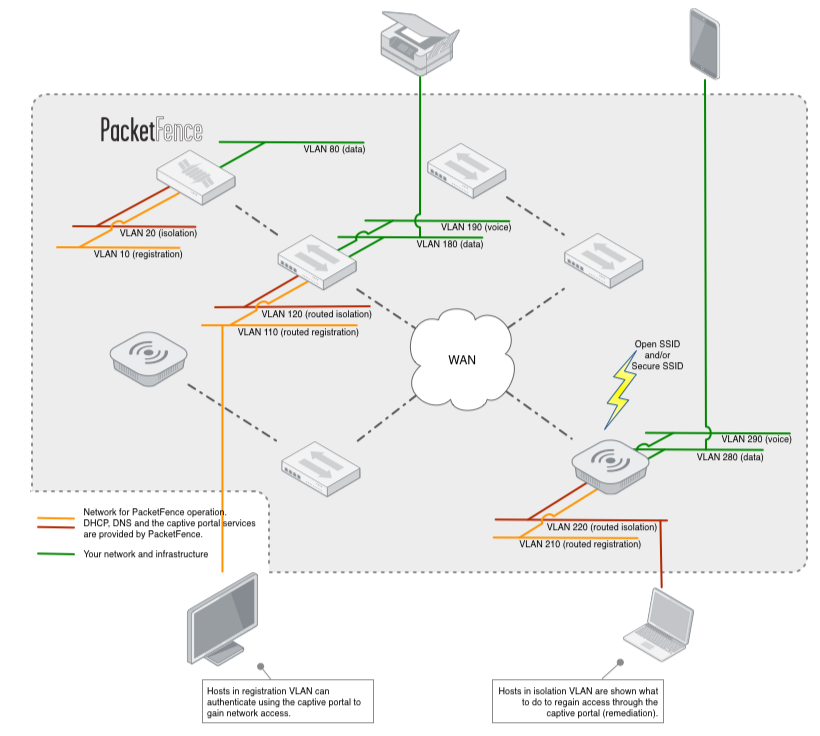 PacketFence
VLAN 80 (data)
VLAN 20 (isolation)
VLAN 10 (registration)
VLAN 190 (voice)
VLAN 180 (data)
VLAN 120 (routed isolation)
VLAN 110 (routed registration)
WAN
Open SSID
and/or
Secure SSID
VLAN 290 (voice)
VLAN 280 (data)
VLAN 220 (routed isolation)
VLAN 210 (routed registration)
Network for PacketFence operation.
DHCP, DNS and the captive portal services
are provided by PacketFence.
Your network and infrastructure
Hosts in registration VLAN can
authenticate using the captive portal to
gain network access.
Hosts in isolation VLAN are shown what
to do to regain access through the
captive portal (remediation).